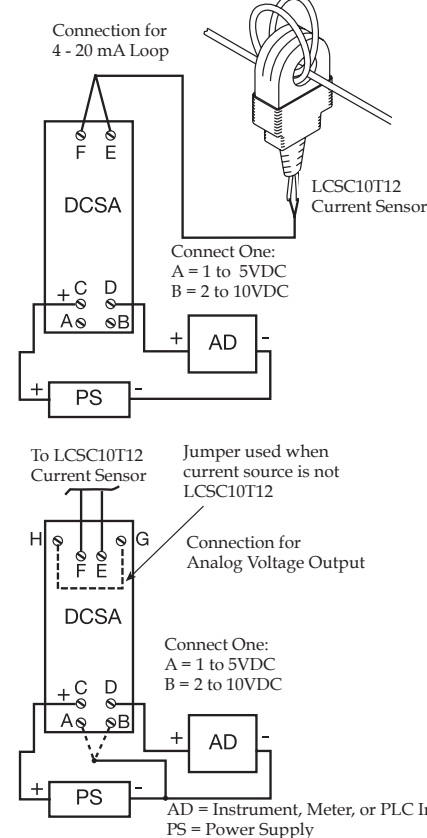 Connection for
4 - 20 mA Loop
F E
DCSA
LCSC10T12
Current Sensor
Connect One:
A = 1 to 5VDC
B = 2 to 10VDC
+ C D
A B
+ AD -
+ PS -
To LCSC10T12
Current Sensor
Jumper used when
current source is not
LCSC10T12
H G
F E
Connection for
Analog Voltage Output
DCSA
Connect One:
A = 1 to 5VDC
B = 2 to 10VDC
+ C D
A B
+ AD -
+ PS -
AD = Instrument, Meter, or PLC
PS = Power Supply